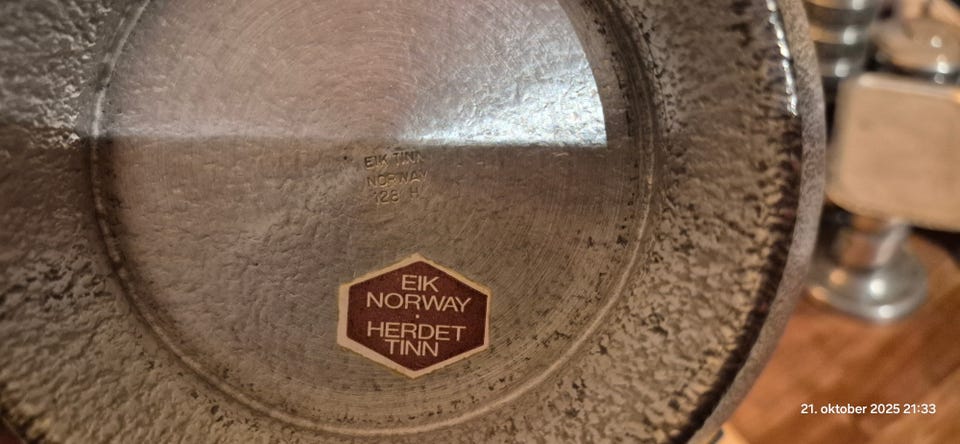 EIK TINN
NORWAY
128 H
EIK
NORWAY
·
HERDET
TINN
21. oktober 2025 21:33